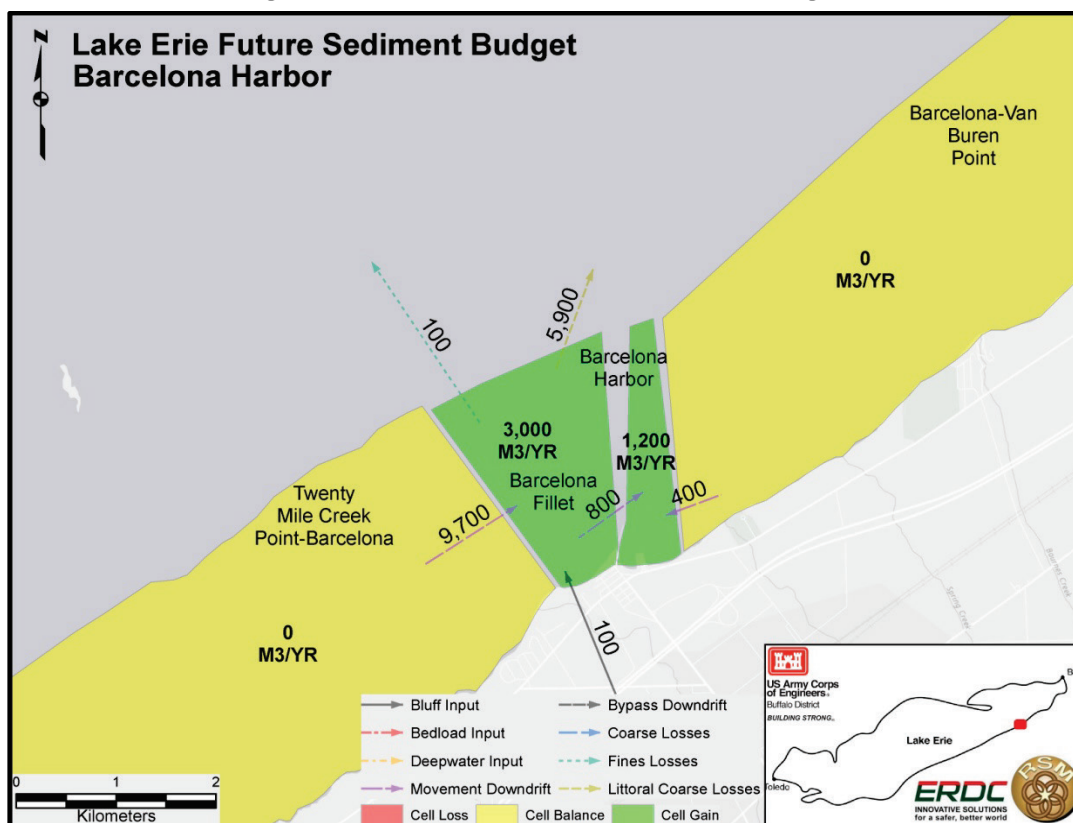 Lake Erie Future Sediment Budget
Barcelona Harbor
N
Barcelona-Van
Buren
Point
0
M3/YR
100
5,900
Barcelona
Harbor
3,000
M3/YR
1,200
M3/YR
Barcelona
Fillet
800
400
Twenty
Mile Creek
Point-Barcelona
9,700
0
M3/YR
100
Spring Creek
Bluff Input
Bypass Downdrift
Bedload Input
Coarse Losses
Deepwater Input
Fines Losses
Movement Downdrift
Littoral Coarse Losses
Cell Loss
Cell Balance
Cell Gain
0 1 2
Kilometers
US Army Corps
of Engineers®
Buffalo District
BUILDING STRONG®
Lake Erie
Toledo
B
ERDC
INNOVATIVE SOLUTIONS
for a safer, better world
RSM